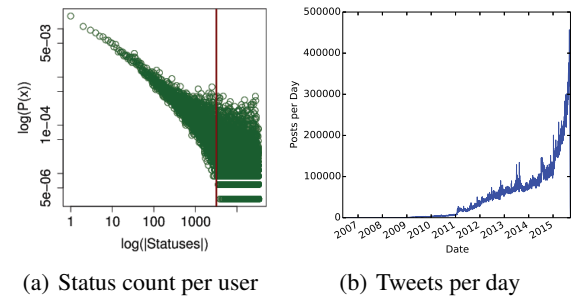 log(P(x))
5e-03
1e-04
5e-06
1 10 100 1000
log(|Statuses|)
(a) Status count per user
Posts per Day
500000
400000
300000
200000
100000
0
2007 2008 2009 2010 2011 2012 2013 2014 2015
Date
(b) Tweets per day